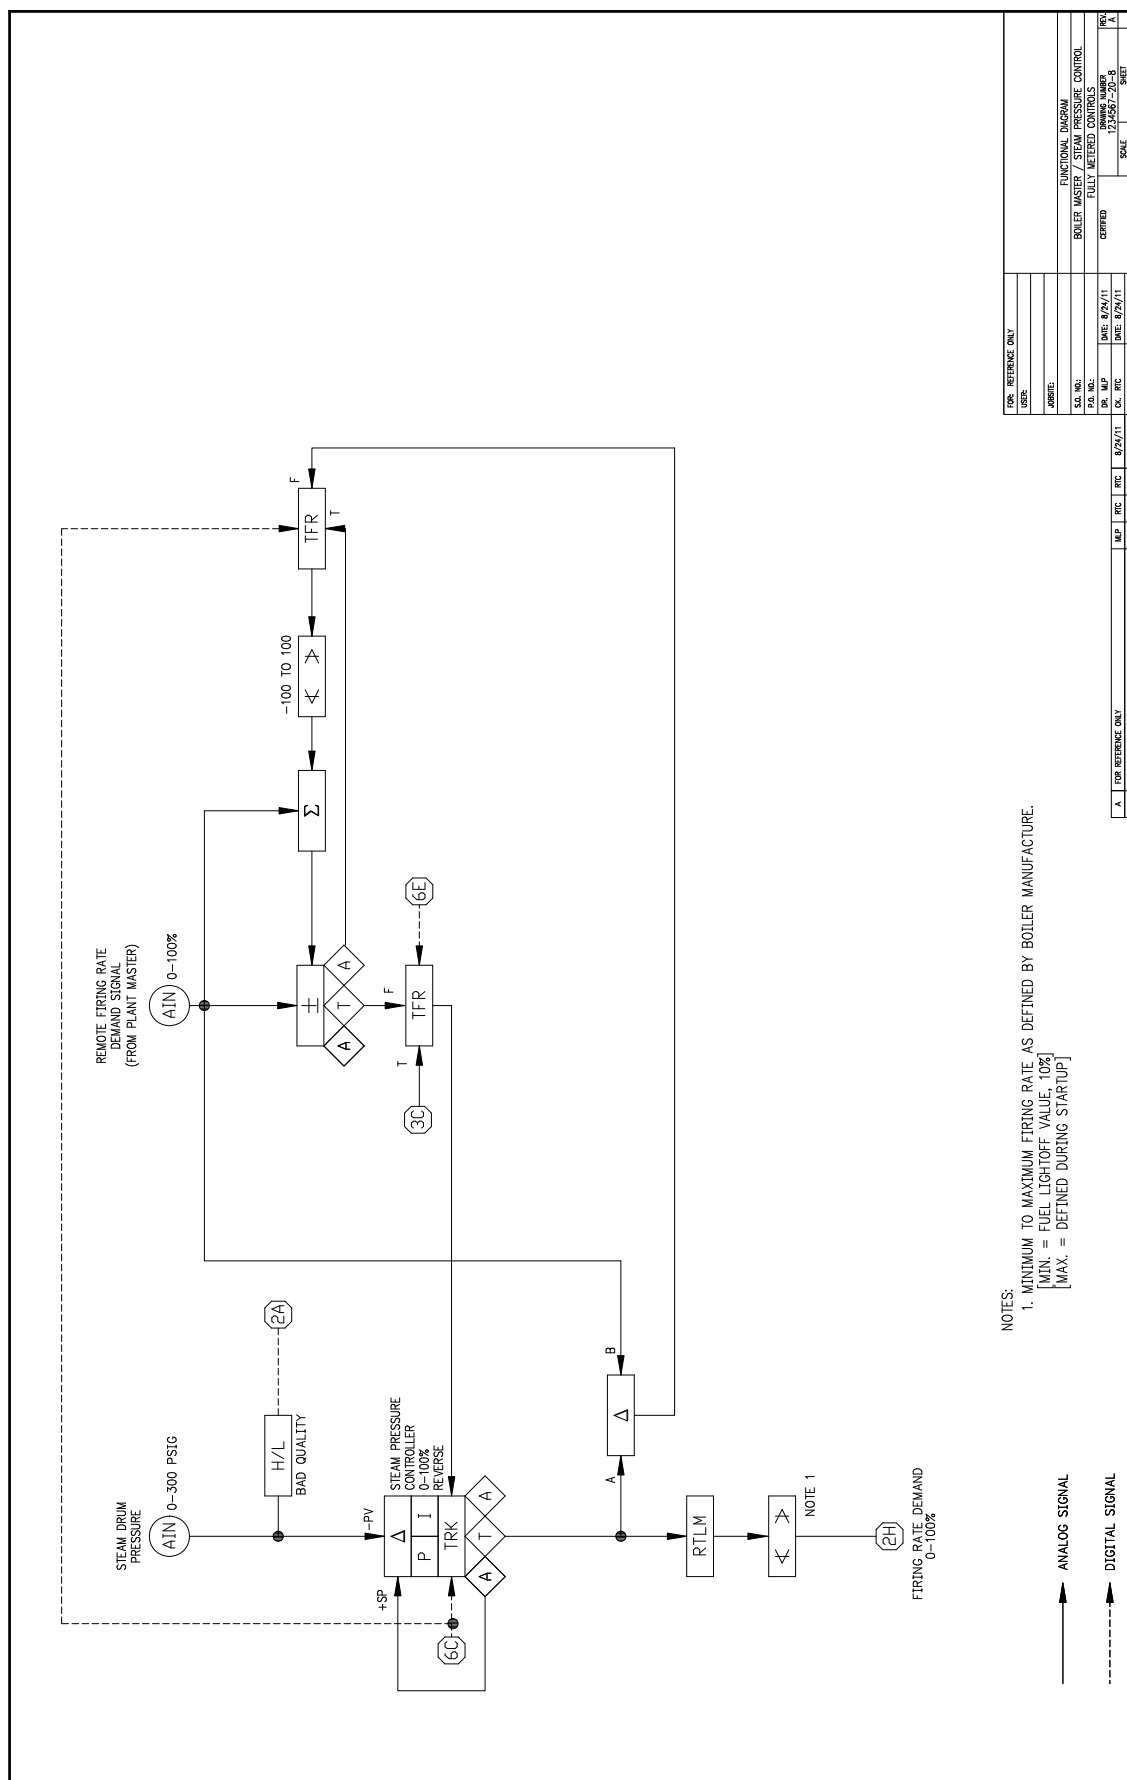 STEAM DRUM
PRESSURE
AIN
0-300 PSIG
H/L
BAD QUALITY
2A
REMOTE FIRING RATE
DEMAND SIGNAL
(FROM PLANT MASTER)
AIN
0-100%
+SP
-PV
Δ
P
I
TRK
A
T
A
STEAM PRESSURE
CONTROLLER
0-100%
REVERSE
6C
±
A
T
A
Σ
-100 TO 100
TFR
F
T
3C
T
TFR
F
6E
A
Δ
B
RTLM
NOTE 1
2H
FIRING RATE DEMAND
0-100%
ANALOG SIGNAL
DIGITAL SIGNAL
NOTES:
1. MINIMUM TO MAXIMUM FIRING RATE AS DEFINED BY BOILER MANUFACTURE.
[MIN. = FUEL LIGHTOFF VALUE, 10%]
[MAX. = DEFINED DURING STARTUP]
A FOR REFERENCE ONLY MLP RTC RTC 8/24/11
FOR: REFERENCE ONLY
USER:
JOBSITE:
S.O. NO.:
P.O. NO.:
DR. MLP DATE: 8/24/11
CK. RTC DATE: 8/24/11
FUNCTIONAL DIAGRAM
BOILER MASTER / STEAM PRESSURE CONTROL
FULLY METERED CONTROLS
CERTIFIED
DRAWING NUMBER
1234567-20-8
REV.
A
SCALE
SHEET